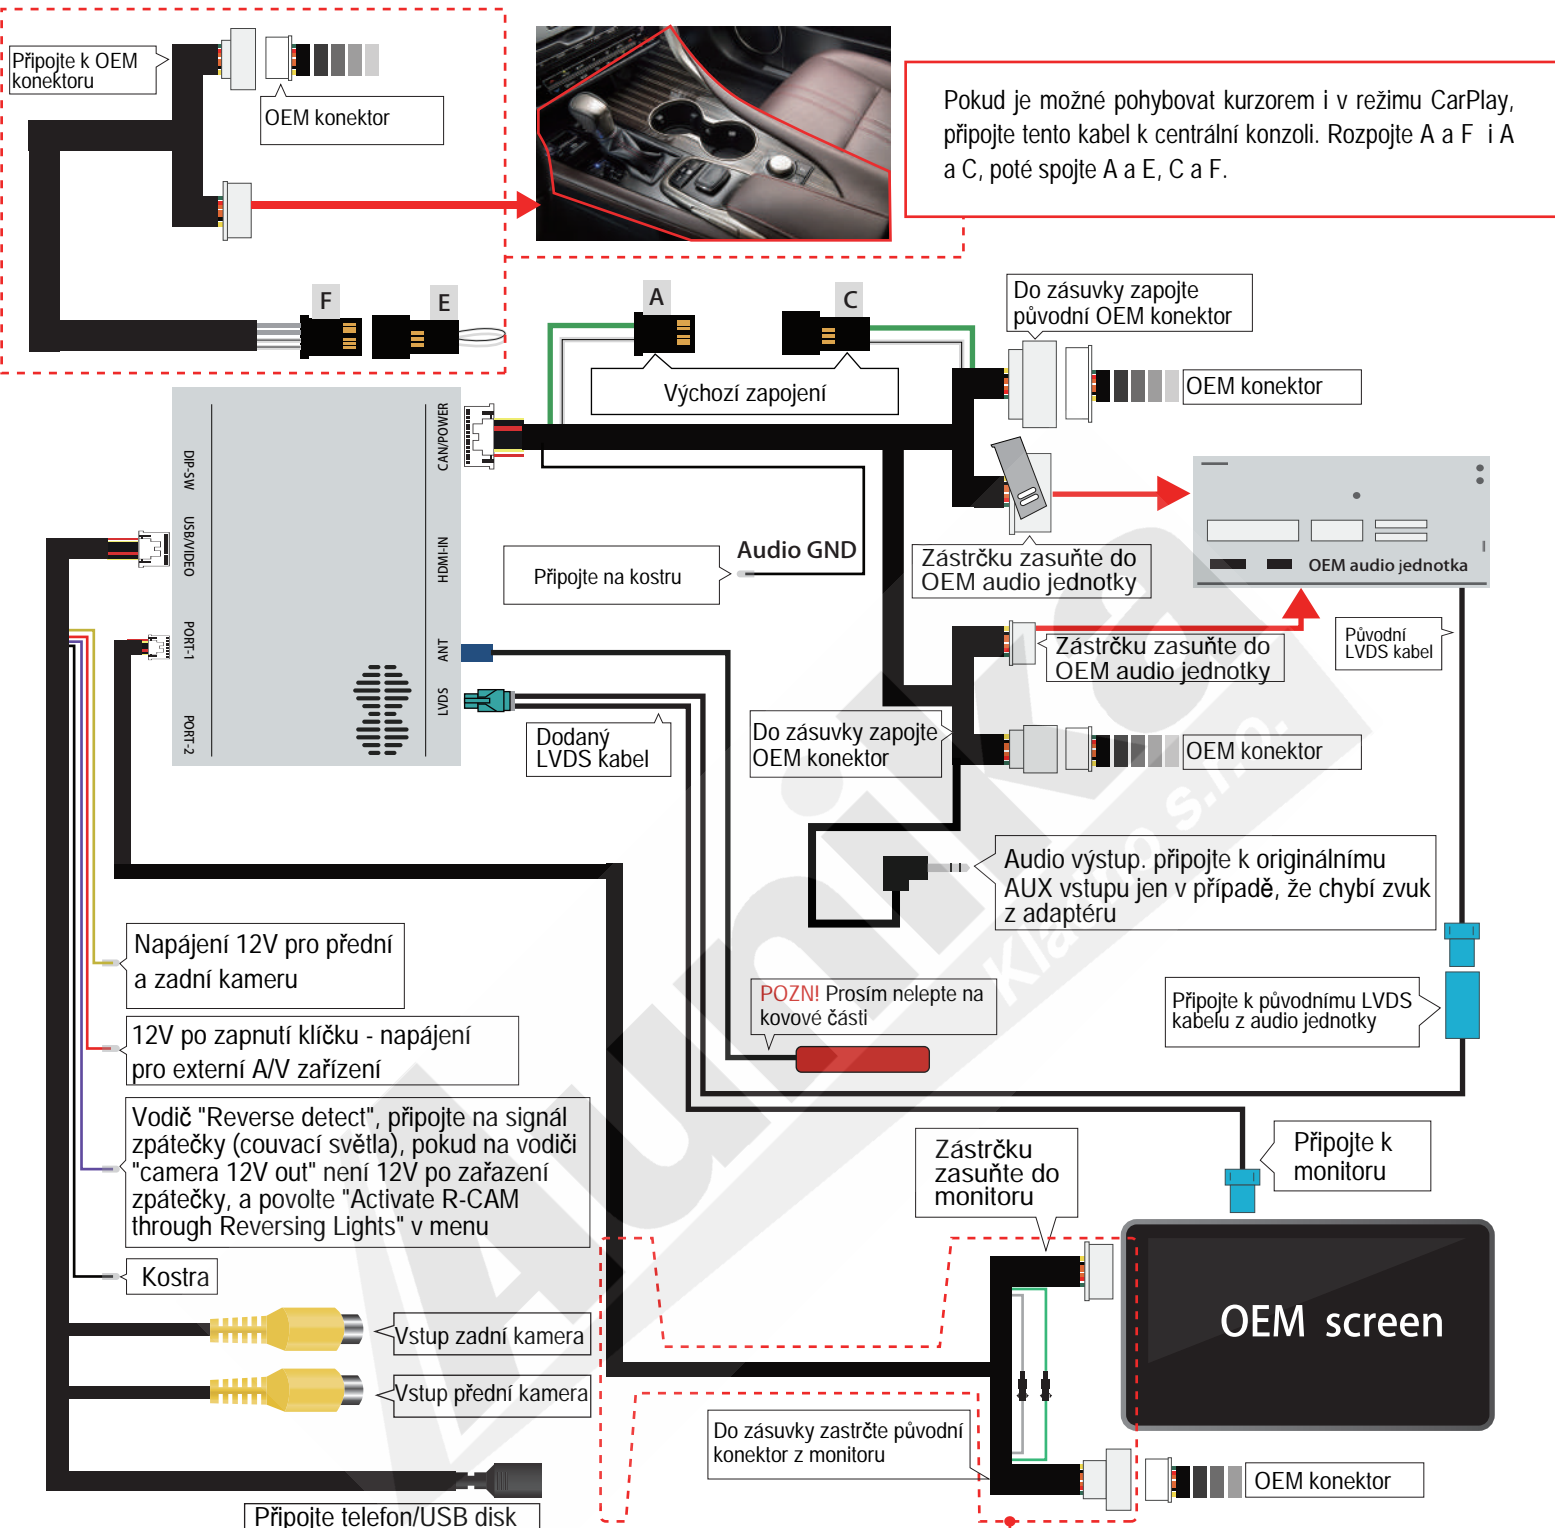 Připojte k OEM
konektoru
OEM konektor
Pokud je možné pohybovat kurzorem i v režimu CarPlay,
připojte tento kabel k centrální konzoli. Rozpojte A a F i A
a C, poté spojte A a E, C a F.
F
E
A
C
Výchozí zapojení
Do zásuvky zapojte
původní OEM konektor
OEM konektor
DIP-SW
USB/VIDEO
PORT-1
PORT-2
CAN/POWER
HDMI-IN
ANT
LVDS
Audio GND
Připojte na kostru
Zástrčku zasuňte do
OEM audio jednotky
OEM audio jednotka
Zástrčku zasuňte do
OEM audio jednotky
Původní
LVDS kabel
Dodaný
LVDS kabel
Do zásuvky zapojte
OEM konektor
OEM konektor
Audio výstup. připojte k originálnímu
AUX vstupu jen v případě, že chybí zvuk
z adaptéru
Napájení 12V pro přední
a zadní kameru
POZN! Prosím nelepte na
kovové části
Připojte k původnímu LVDS
kabelu z audio jednotky
12V po zapnutí klíčku - napájení
pro externí A/V zařízení
Vodič "Reverse detect", připojte na signál
zpátečky (couvací světla), pokud na vodiči
"camera 12V out" není 12V po zařazení
zpátečky, a povolte "Activate R-CAM
through Reversing Lights" v menu
Zástrčku
zasuňte do
monitoru
Připojte k
monitoru
Kostra
Vstup zadní kamera
Vstup přední kamera
OEM screen
Do zásuvky zastrčte původní
konektor z monitoru
OEM konektor
Připojte telefon/USB disk
Aunika
s.r.o.